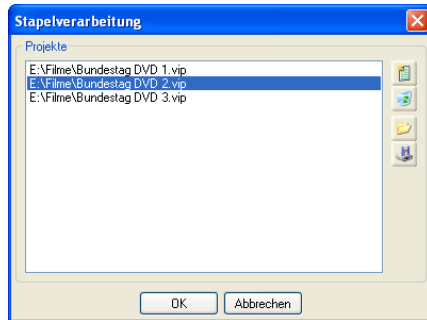 Stapelverarbeitung
Projekte
E:\Filme\Bundestag DVD 1.vip
E:\Filme\Bundestag DVD 2.vip
E:\Filme\Bundestag DVD 3.vip
OK
Abbrechen